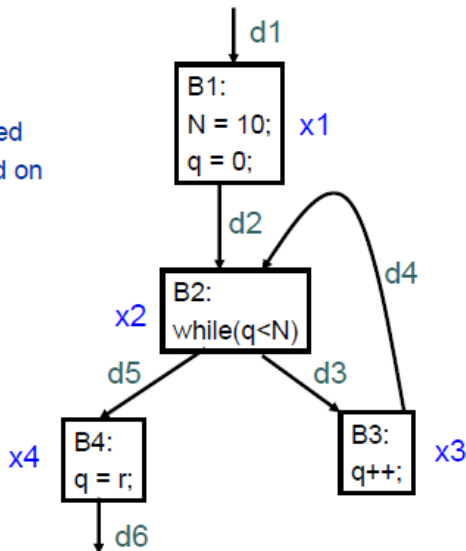 d1
B1:
N = 10;
q = 0;
x1
d2
d4
B2:
while(q<N)
x2
d5
d3
B4:
q = r;
x4
B3:
q++;
x3
d6